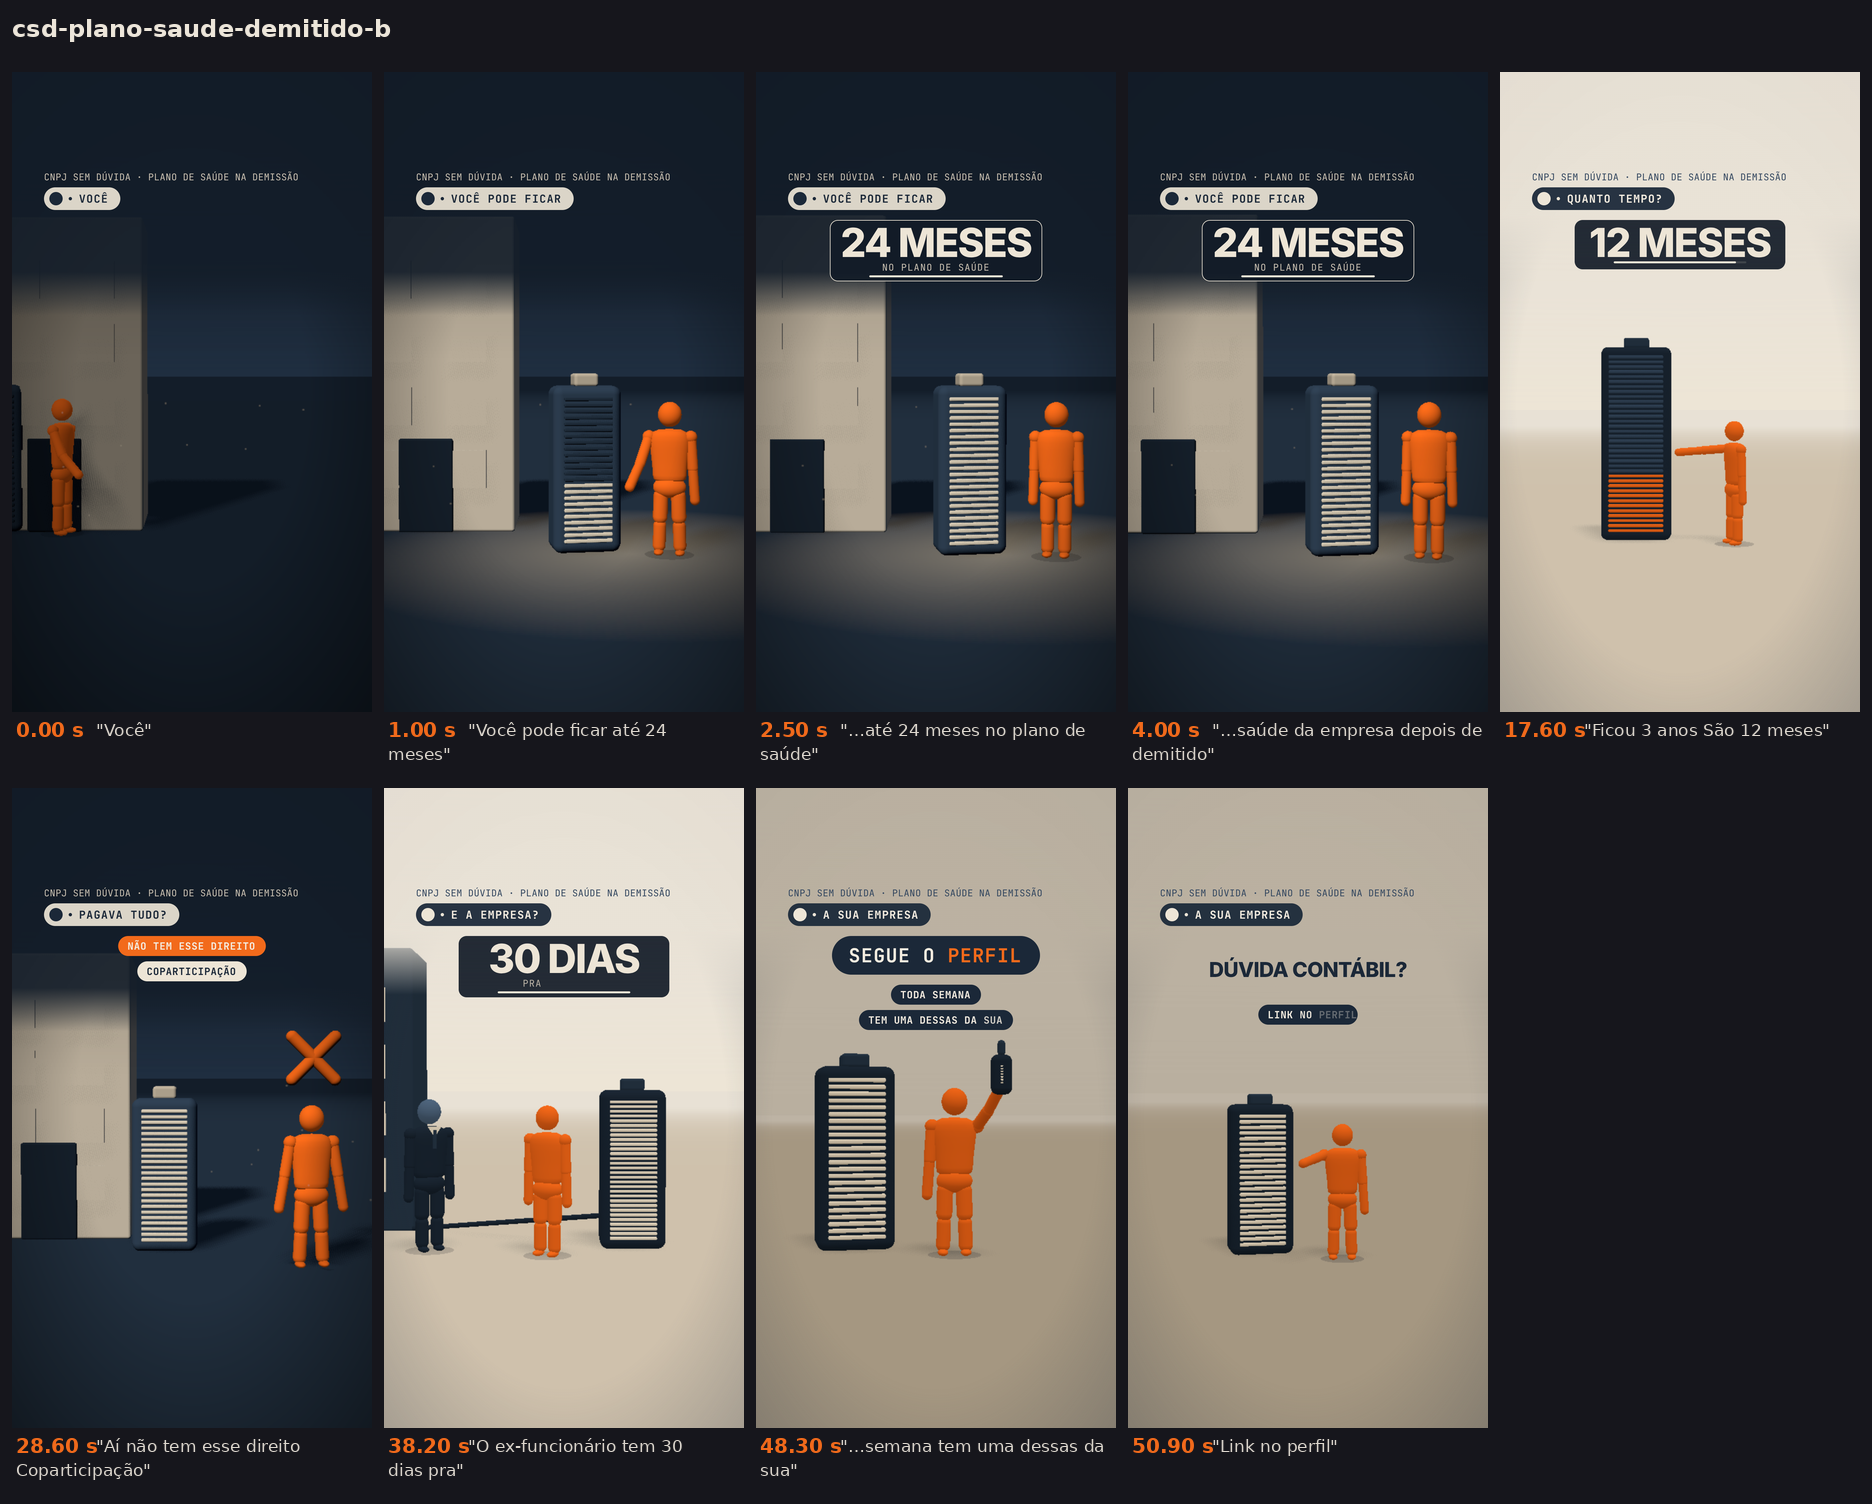 csd-plano-saude-demitido-b
CNPJ SEM DÚVIDA · PLANO DE SAÚDE NA DEMISSÃO
• VOCÊ
0.00 s "Você"
CNPJ SEM DÚVIDA · PLANO DE SAÚDE NA DEMISSÃO
• VOCÊ PODE FICAR
1.00 s "Você pode ficar até 24
meses"
CNPJ SEM DÚVIDA · PLANO DE SAÚDE NA DEMISSÃO
• VOCÊ PODE FICAR
24 MESES
NO PLANO DE SAÚDE
2.50 s "...até 24 meses no plano de
saúde"
CNPJ SEM DÚVIDA · PLANO DE SAÚDE NA DEMISSÃO
• VOCÊ PODE FICAR
24 MESES
NO PLANO DE SAÚDE
4.00 s "...saúde da empresa depois de
demitido"
CNPJ SEM DÚVIDA · PLANO DE SAÚDE NA DEMISSÃO
• QUANTO TEMPO?
12 MESES
17.60 s "Ficou 3 anos São 12 meses"
CNPJ SEM DÚVIDA · PLANO DE SAÚDE NA DEMISSÃO
• PAGAVA TUDO?
NÃO TEM ESSE DIREITO
COPARTICIPAÇÃO
28.60 s "Aí não tem esse direito
Coparticipação"
CNPJ SEM DÚVIDA · PLANO DE SAÚDE NA DEMISSÃO
• E A EMPRESA?
30 DIAS
PRA
38.20 s "O ex-funcionário tem 30
dias pra"
CNPJ SEM DÚVIDA · PLANO DE SAÚDE NA DEMISSÃO
• A SUA EMPRESA
SEGUE O PERFIL
TODA SEMANA
TEM UMA DESSAS DA SUA
48.30 s "...semana tem uma dessas da
sua"
CNPJ SEM DÚVIDA · PLANO DE SAÚDE NA DEMISSÃO
• A SUA EMPRESA
DÚVIDA CONTÁBIL?
LINK NO PERFIL
50.90 s "Link no perfil"